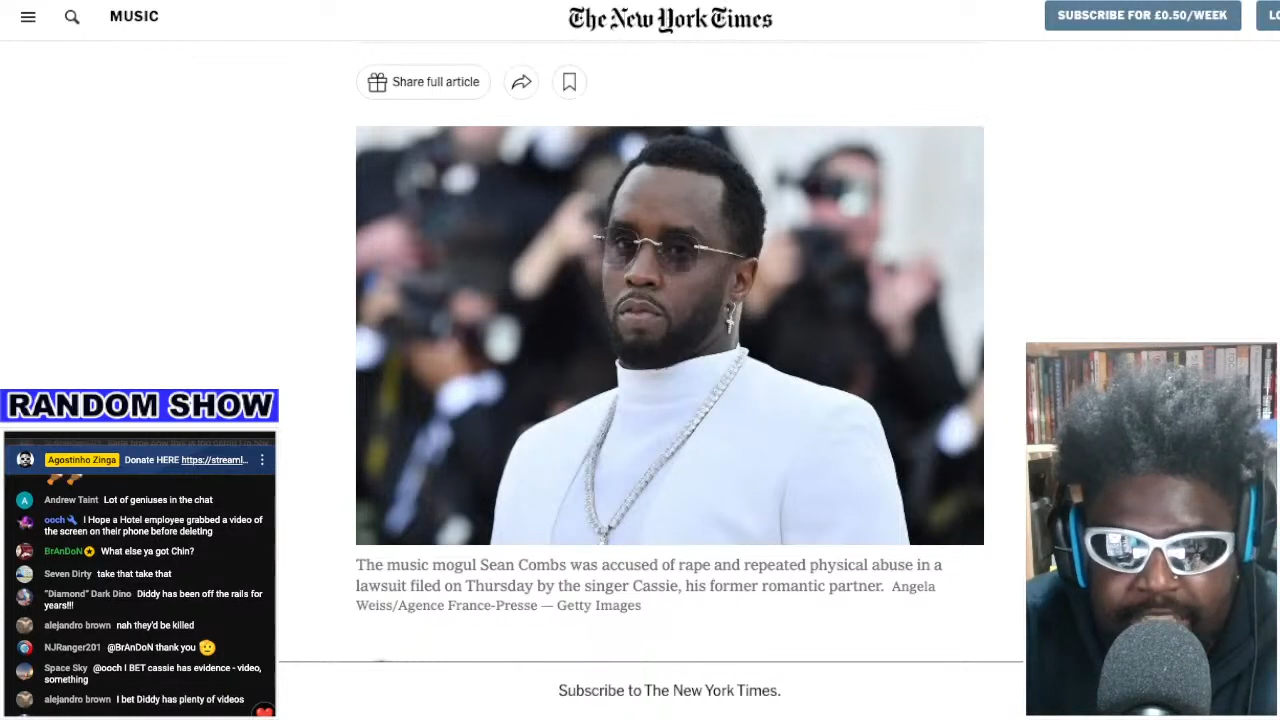 MUSIC
The New York Times
SUBSCRIBE FOR £0.50/WEEK
Share full article
The music mogul Sean Combs was accused of rape and repeated physical abuse in a
lawsuit filed on Thursday by the singer Cassie, his former romantic partner. Angela
Weiss/Agence France-Presse — Getty Images
Subscribe to The New York Times.
RANDOM SHOW
Agostinho Zinga Donate HERE https://streaml...
Andrew Taint Lot of geniuses in the chat
ooch I Hope a Hotel employee grabbed a video of
the screen on their phone before deleting
BrAnDoN What else ya got Chin?
Seven Dirty take that take that
"Diamond" Dark Dino Diddy has been off the rails for
years!!!
alejandro brown nah they'd be killed
NJRanger201 @BrAnDoN thank you
Space Sky @ooch I BET cassie has evidence - video,
something
alejandro brown I bet Diddy has plenty of videos